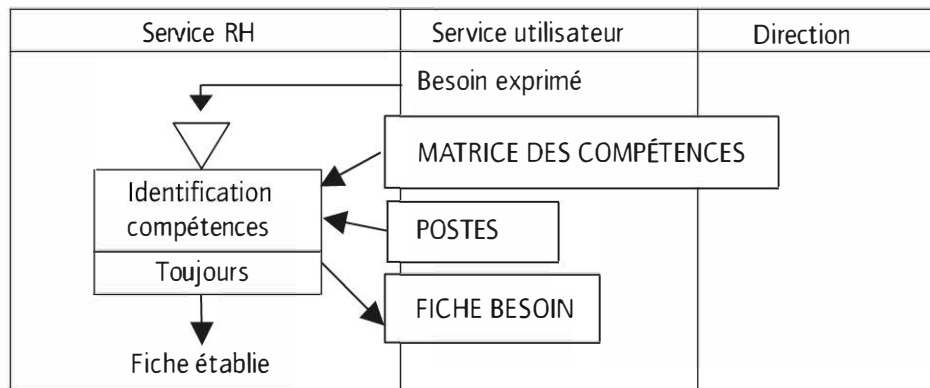 Service RH
Service utilisateur
Direction
Besoin exprimé
MATRICE DES COMPÉTENCES
Identification
compétences
POSTES
Toujours
FICHE BESOIN
Fiche établie